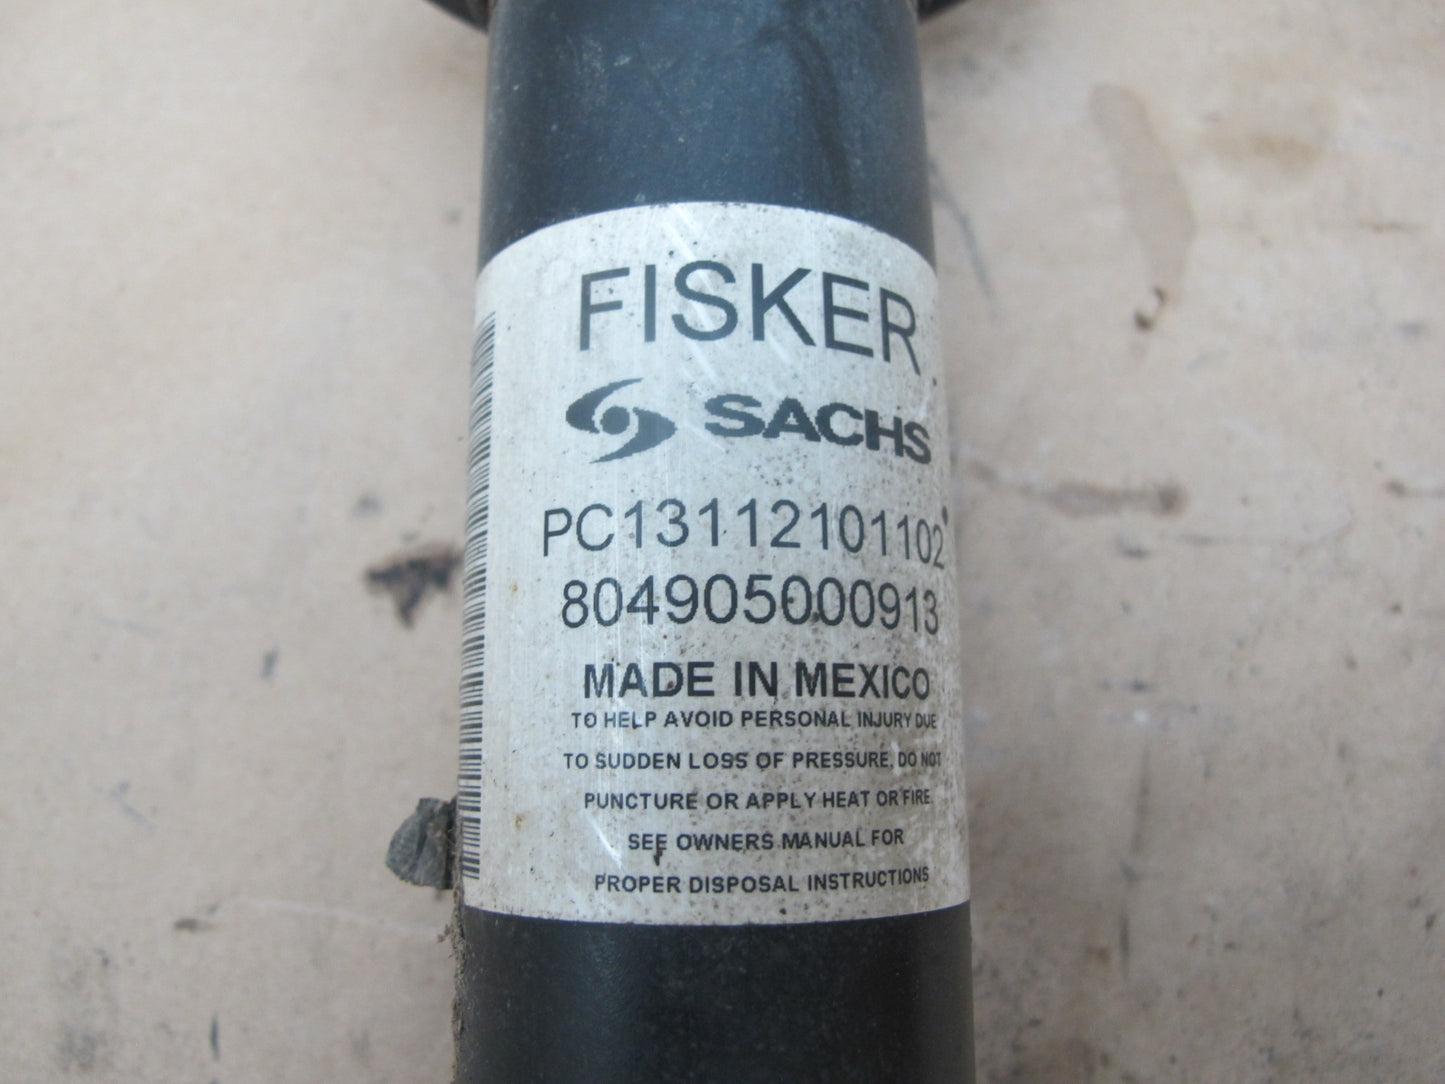 FISKER
SACHS
PC13112101102
804905000913
MADE IN MEXICO
TO HELP AVOID PERSONAL INJURY DUE
TO SUDDEN LOSS OF PRESSURE, DO NOT
PUNCTURE OR APPLY HEAT OR FIRE.
SEE OWNERS MANUAL FOR
PROPER DISPOSAL INSTRUCTIONS